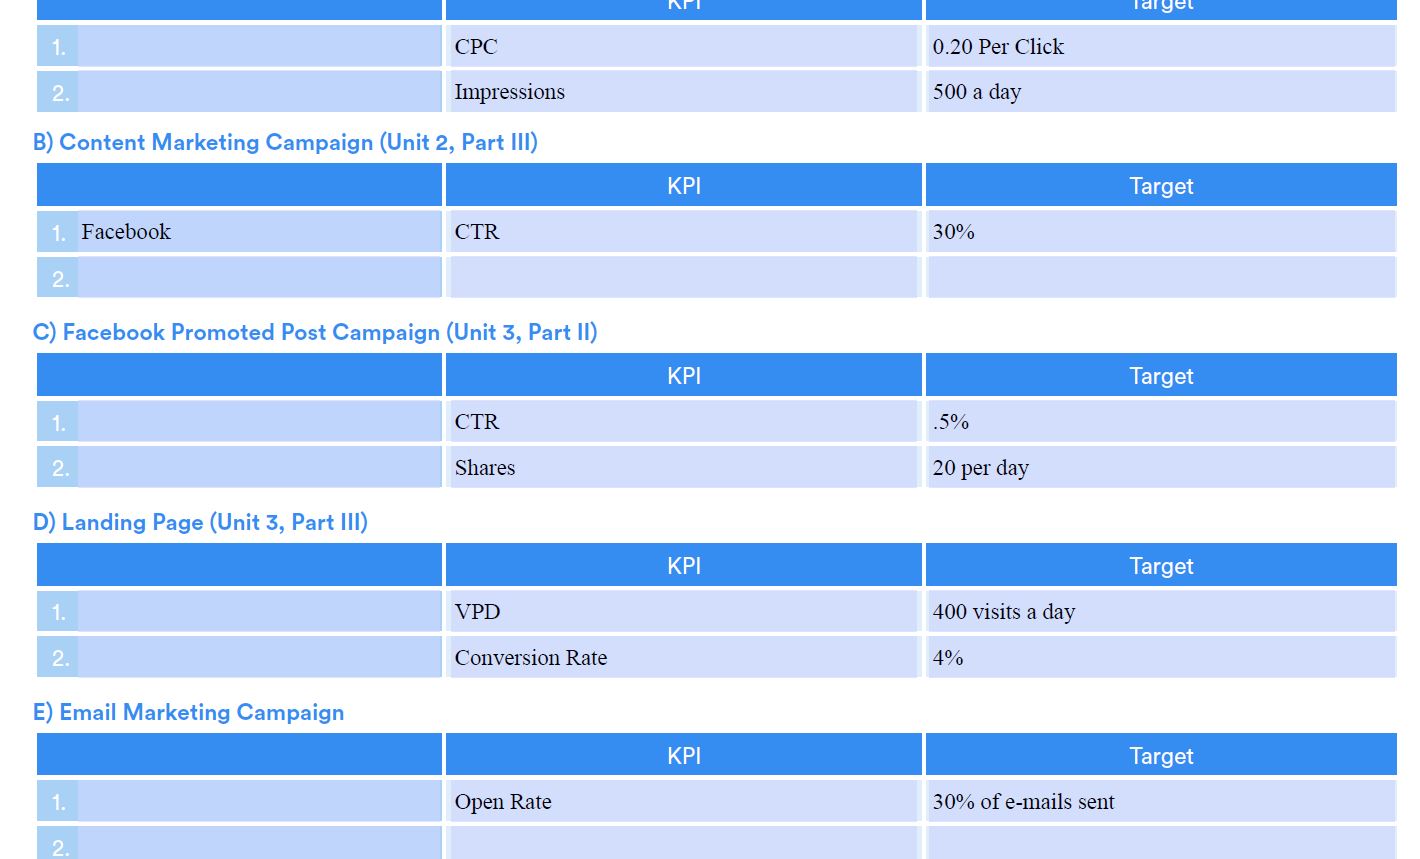 KPI Target
1. CPC 0.20 Per Click
2. Impressions 500 a day
B) Content Marketing Campaign (Unit 2, Part III)
KPI Target
1. Facebook CTR 30%
2.
C) Facebook Promoted Post Campaign (Unit 3, Part II)
KPI Target
1. CTR .5%
2. Shares 20 per day
D) Landing Page (Unit 3, Part III)
KPI Target
1. VPD 400 visits a day
2. Conversion Rate 4%
E) Email Marketing Campaign
KPI Target
1. Open Rate 30% of e-mails sent
2.